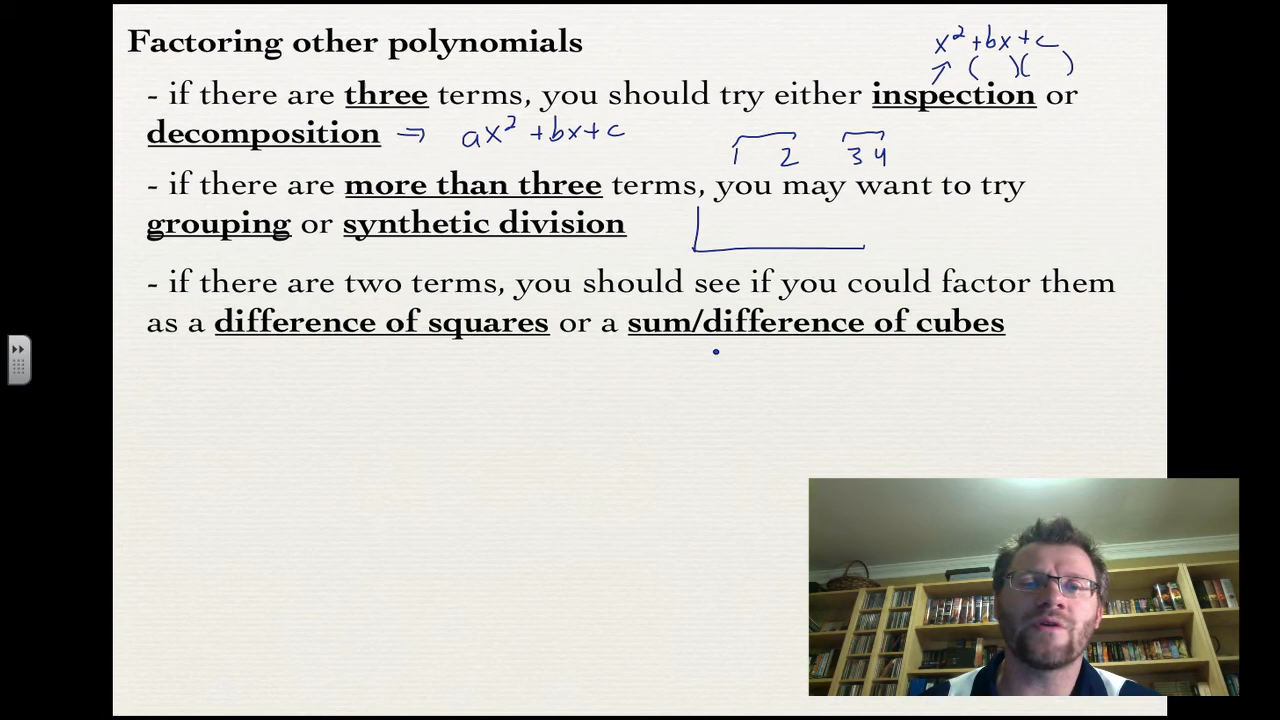 Factoring other polynomials
x² + bx + c
( )( )
- if there are three terms, you should try either inspection or
decomposition ⇒ ax² + bx + c
1 2 3 4
- if there are more than three terms, you may want to try
grouping or synthetic division
- if there are two terms, you should see if you could factor them
as a difference of squares or a sum/difference of cubes